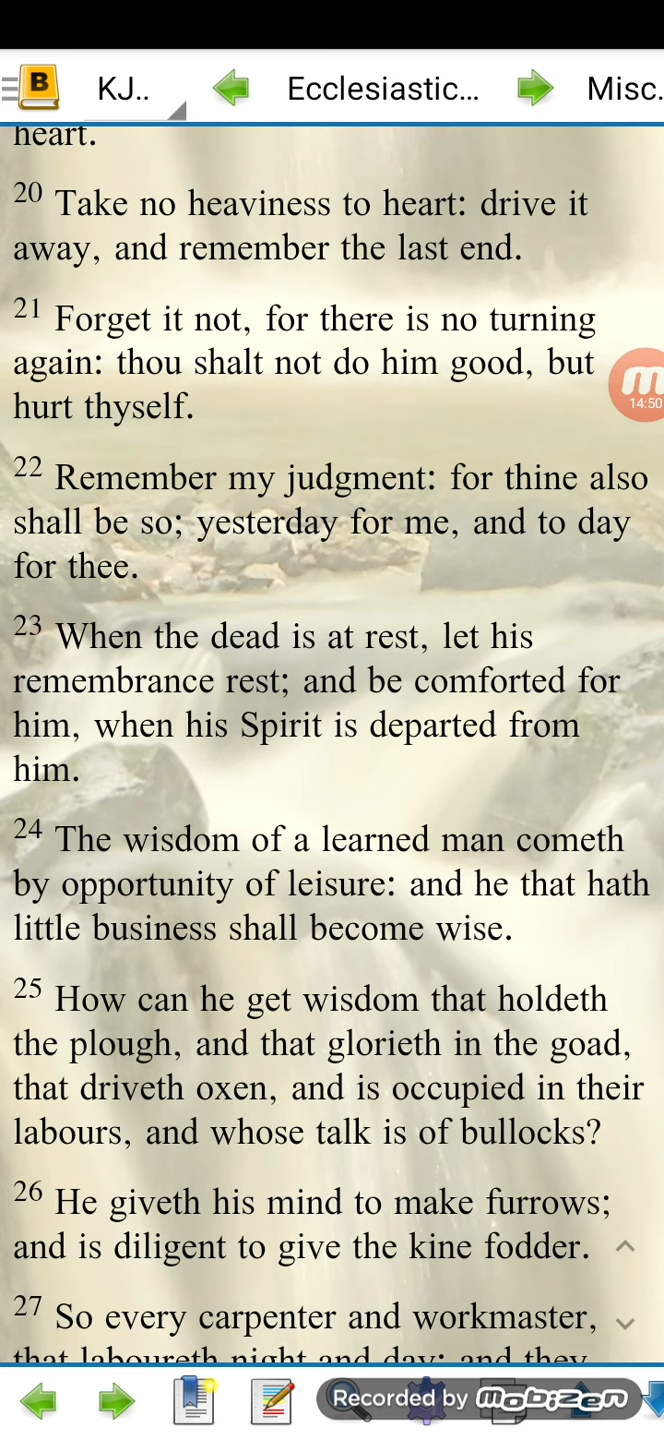 B KJ.. Ecclesiastic... Misc.
heart.
20 Take no heaviness to heart: drive it
away, and remember the last end.
21 Forget it not, for there is no turning
again: thou shalt not do him good, but
hurt thyself.
m
14:50
22 Remember my judgment: for thine also
shall be so; yesterday for me, and to day
for thee.
23 When the dead is at rest, let his
remembrance rest; and be comforted for
him, when his Spirit is departed from
him.
24 The wisdom of a learned man cometh
by opportunity of leisure: and he that hath
little business shall become wise.
25 How can he get wisdom that holdeth
the plough, and that glorieth in the goad,
that driveth oxen, and is occupied in their
labours, and whose talk is of bullocks?
26 He giveth his mind to make furrows;
and is diligent to give the kine fodder.
27 So every carpenter and workmaster,
that laboureth night and day: and they
Recorded by mobizen